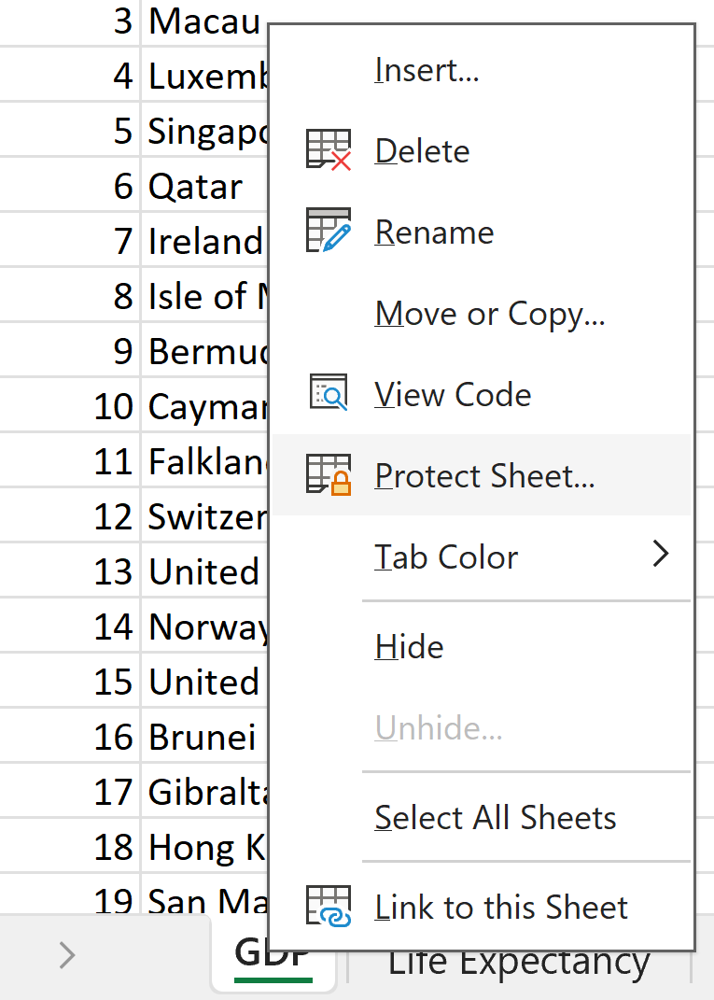 3 Macau
Insert...
4 Luxemb
5 Singapo
Delete
6 Qatar
7 Ireland
Rename
8 Isle of M
Move or Copy...
9 Bermud
10 Cayman
View Code
11 Falkland
Protect Sheet...
12 Switzer
13 United
Tab Color
14 Norway
Hide
15 United
16 Brunei
Unhide...
17 Gibralta
Select All Sheets
18 Hong K
19 San Ma
Link to this Sheet
GDP
Life Expectancy